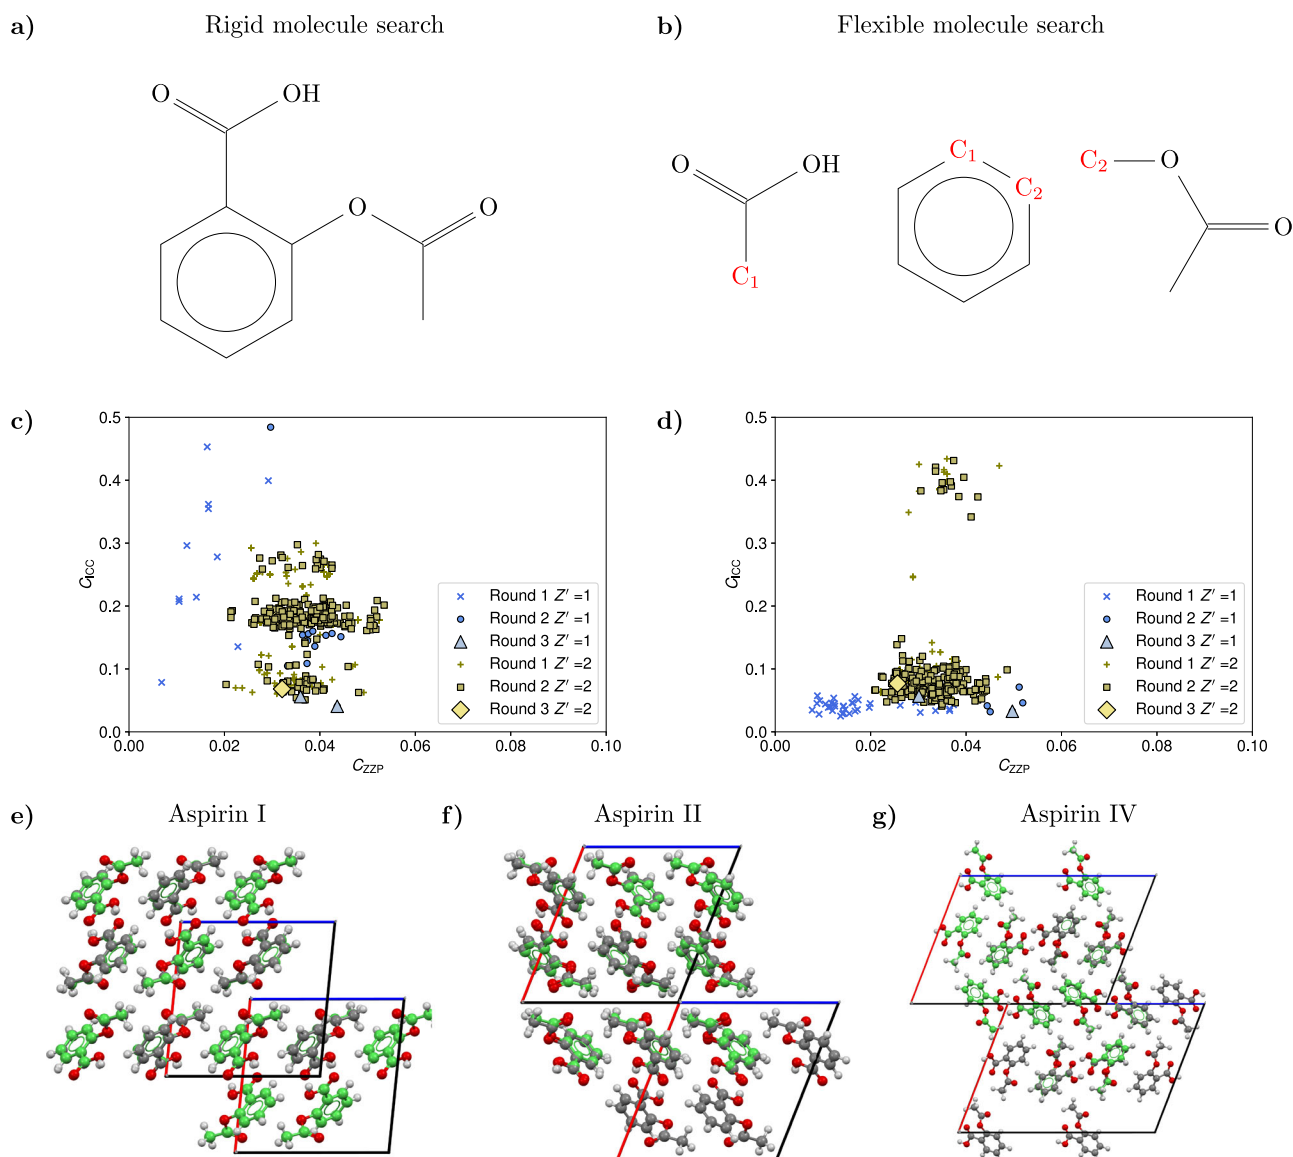 a) Rigid molecule search
b) Flexible molecule search
O OH
O O
O OH
C1
C1
C2
C2 O
O
c)
0.5
0.4
0.3
0.2
0.1
0.0
CICC
0.00 0.02 0.04 0.06 0.08 0.10
CZZP
Round 1 Z′ =1
Round 2 Z′ =1
Round 3 Z′ =1
Round 1 Z′ =2
Round 2 Z′ =2
Round 3 Z′ =2
d)
0.5
0.4
0.3
0.2
0.1
0.0
CICC
0.00 0.02 0.04 0.06 0.08 0.10
CZZP
Round 1 Z′ =1
Round 2 Z′ =1
Round 3 Z′ =1
Round 1 Z′ =2
Round 2 Z′ =2
Round 3 Z′ =2
e) Aspirin I
f) Aspirin II
g) Aspirin IV